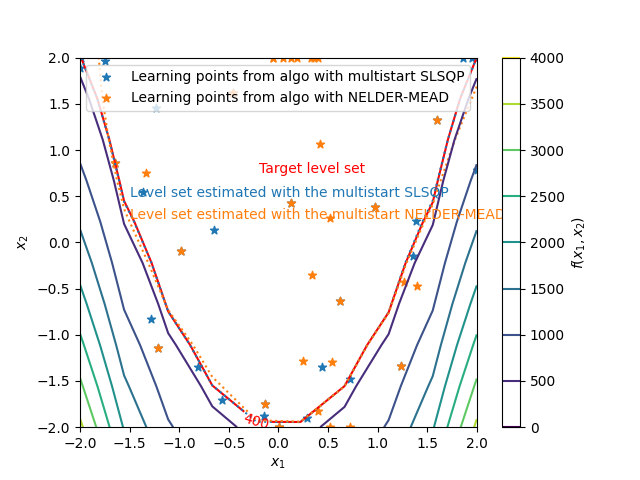 Learning points from algo with multistart SLSQP
Learning points from algo with NELDER-MEAD
Target level set
Level set estimated with the multistart SLSQP
Level set estimated with the multistart NELDER-MEAD
400
2.0
1.5
1.0
0.5
0.0
−0.5
−1.0
−1.5
−2.0
x₂
−2.0 −1.5 −1.0 −0.5 0.0 0.5 1.0 1.5 2.0
x₁
4000
3500
3000
2500
2000
1500
1000
500
0
f(x₁, x₂)